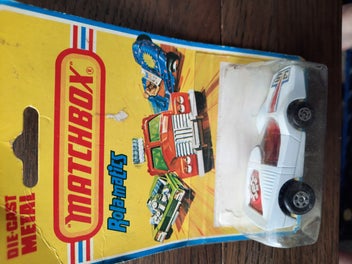 DIE-CAST
METAL
MATCHBOX
Rola-matics